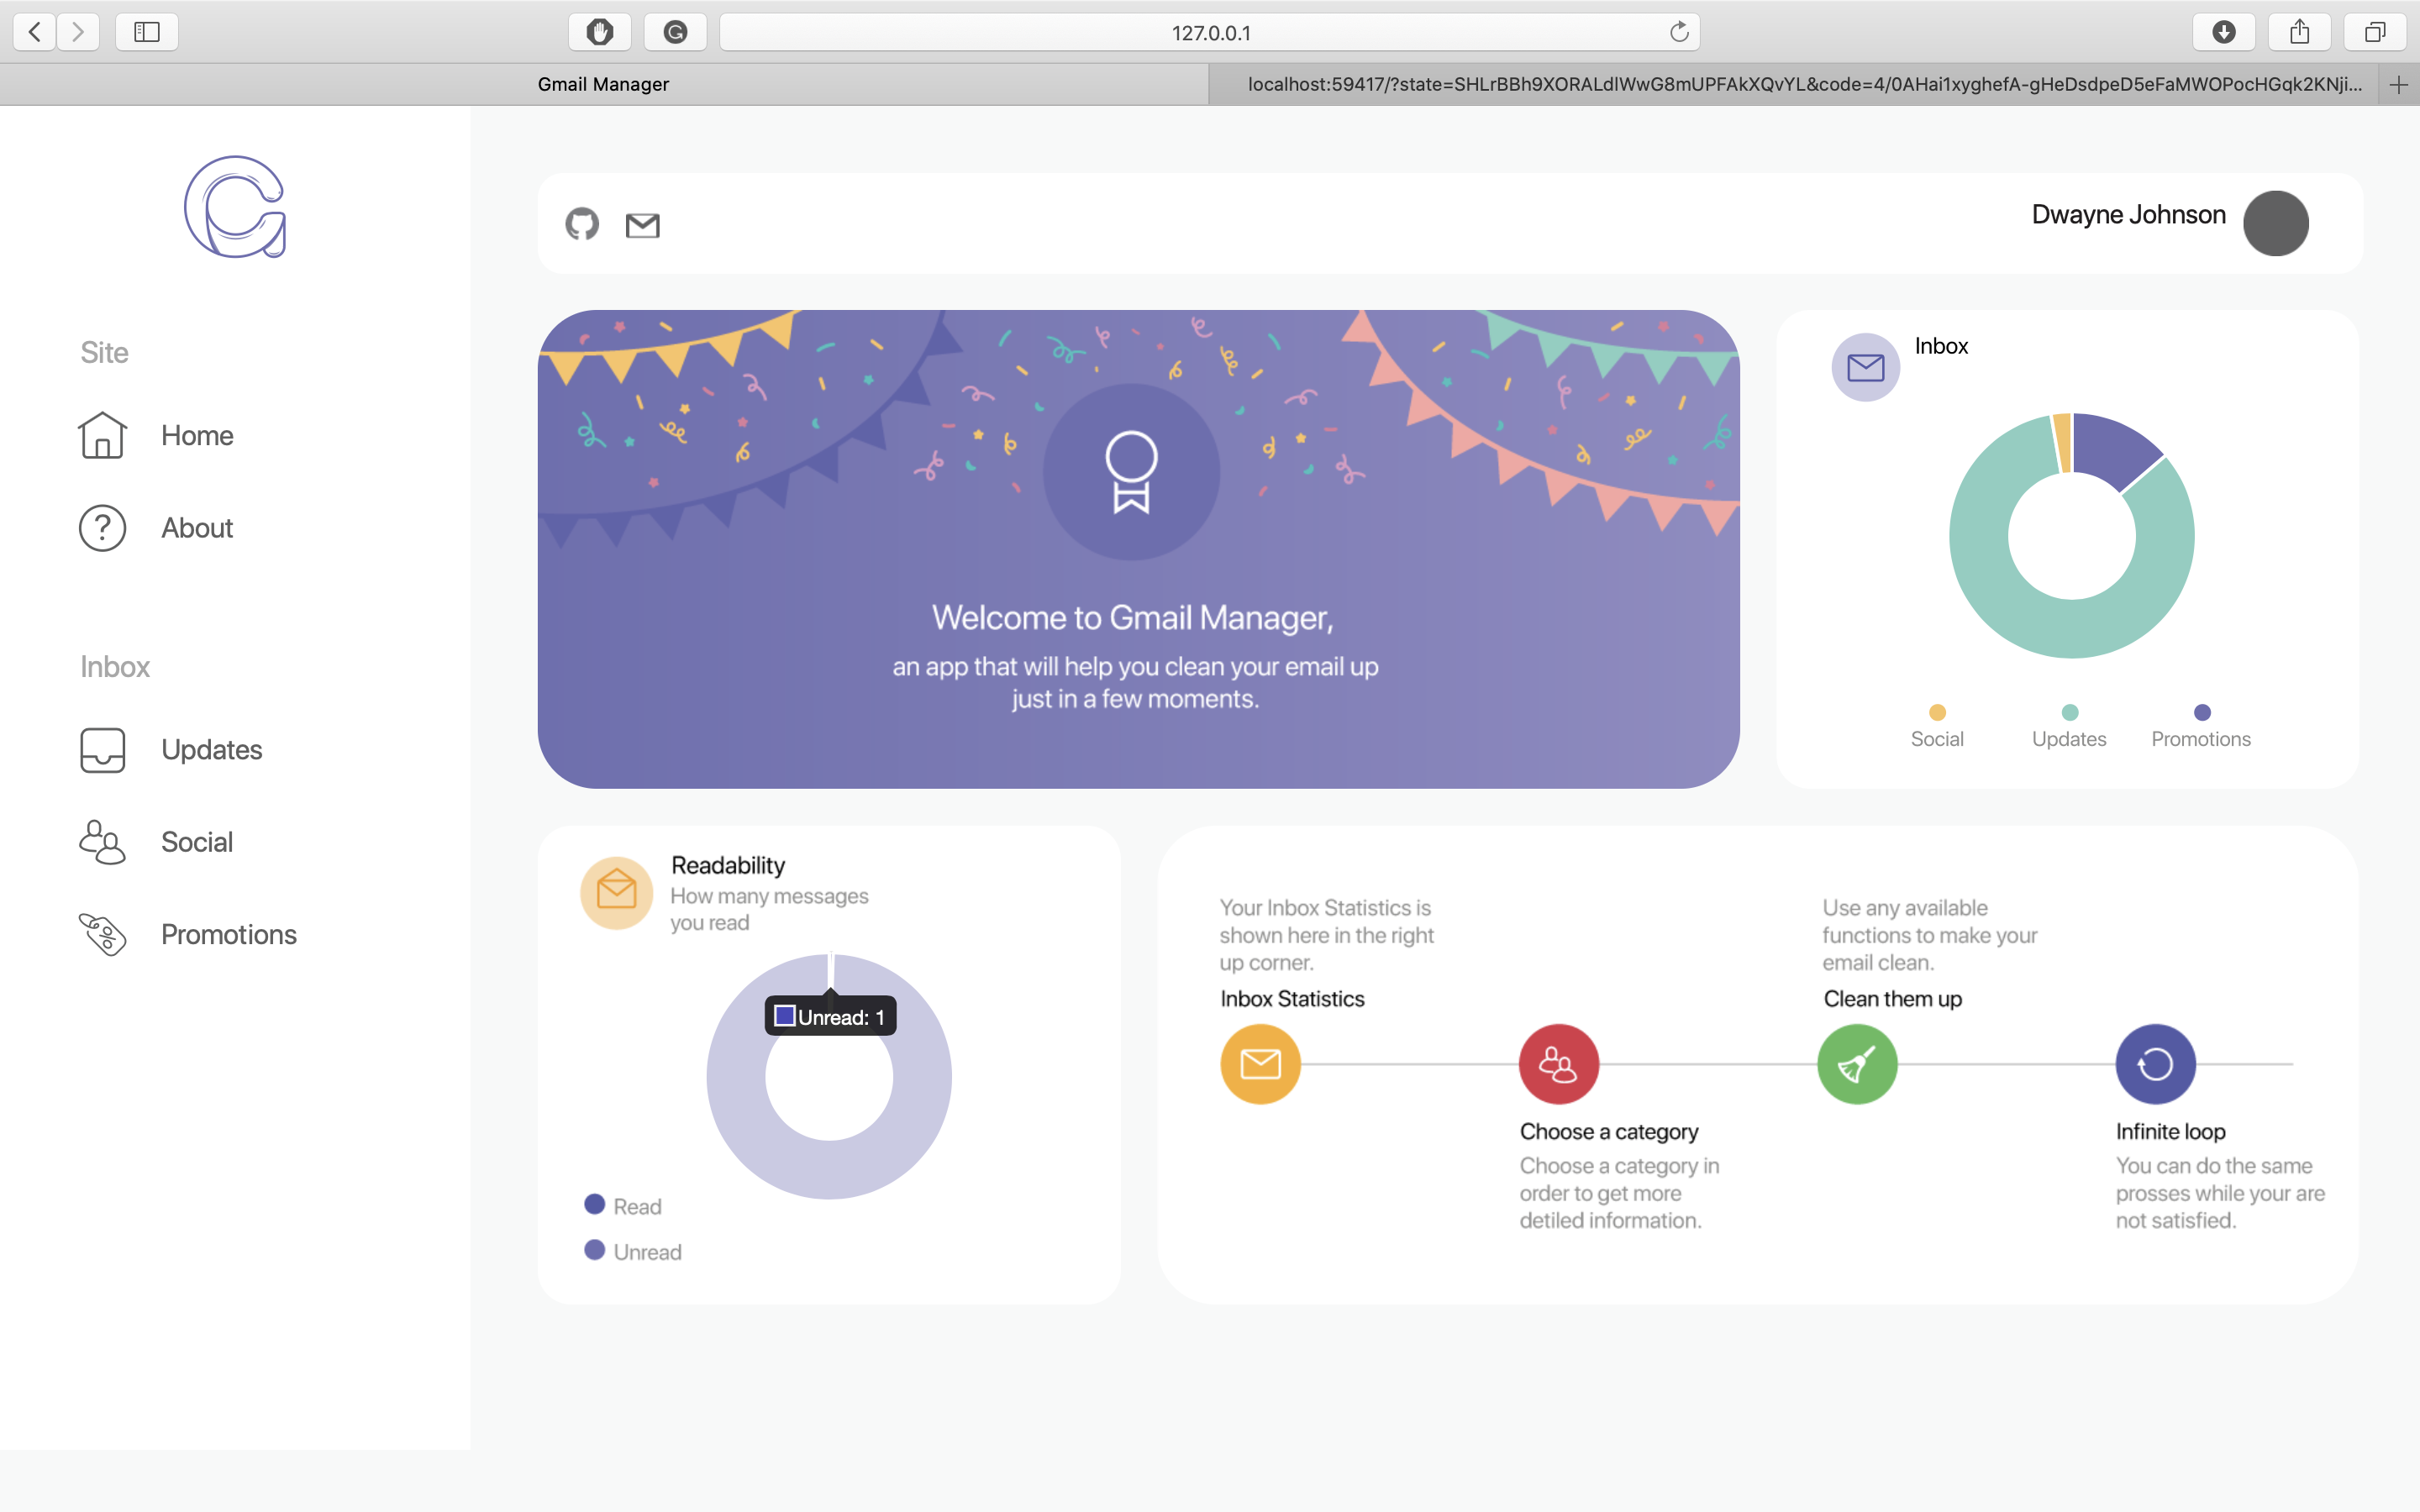 127.0.0.1
Gmail Manager
localhost:59417/?state=SHLrBBh9XORALdlWwG8mUPFAkXQvYL&code=4/0AHai1xyghefA-gHeDsdpeD5eFaMWOPocHGqk2KNji...
Site
Home
About
Inbox
Updates
Social
Promotions
Dwayne Johnson
Welcome to Gmail Manager,
an app that will help you clean your email up
just in a few moments.
Inbox
Social
Updates
Promotions
Readability
How many messages
you read
Unread: 1
Read
Unread
Your Inbox Statistics is
shown here in the right
up corner.
Inbox Statistics
Choose a category
Choose a category in
order to get more
detiled information.
Use any available
functions to make your
email clean.
Clean them up
Infinite loop
You can do the same
prosses while your are
not satisfied.